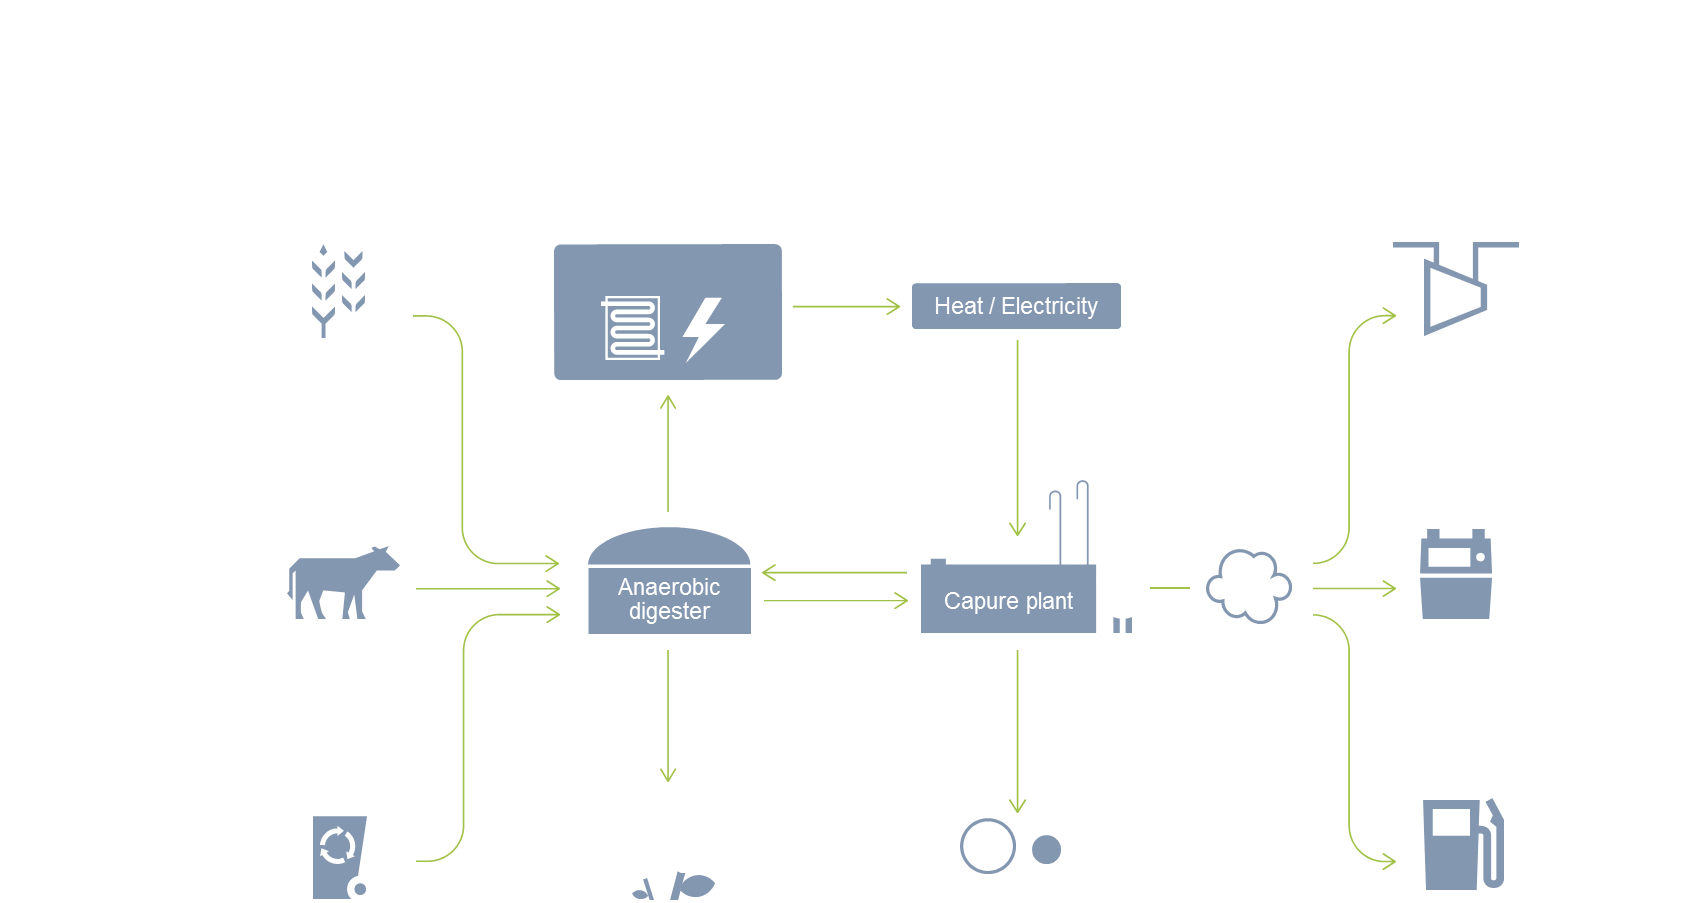 Heat / Electricity
Anaerobic
digester
Capure plant